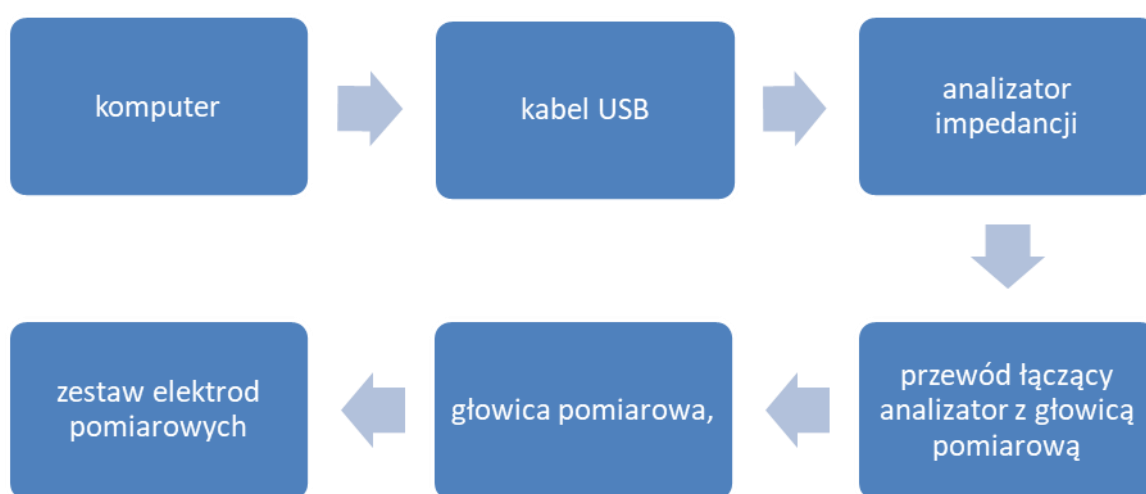 komputer
kabel USB
analizator
impedancji
przewód łączący
analizator z głowicą
pomiarową
głowica pomiarowa,
zestaw elektrod
pomiarowych